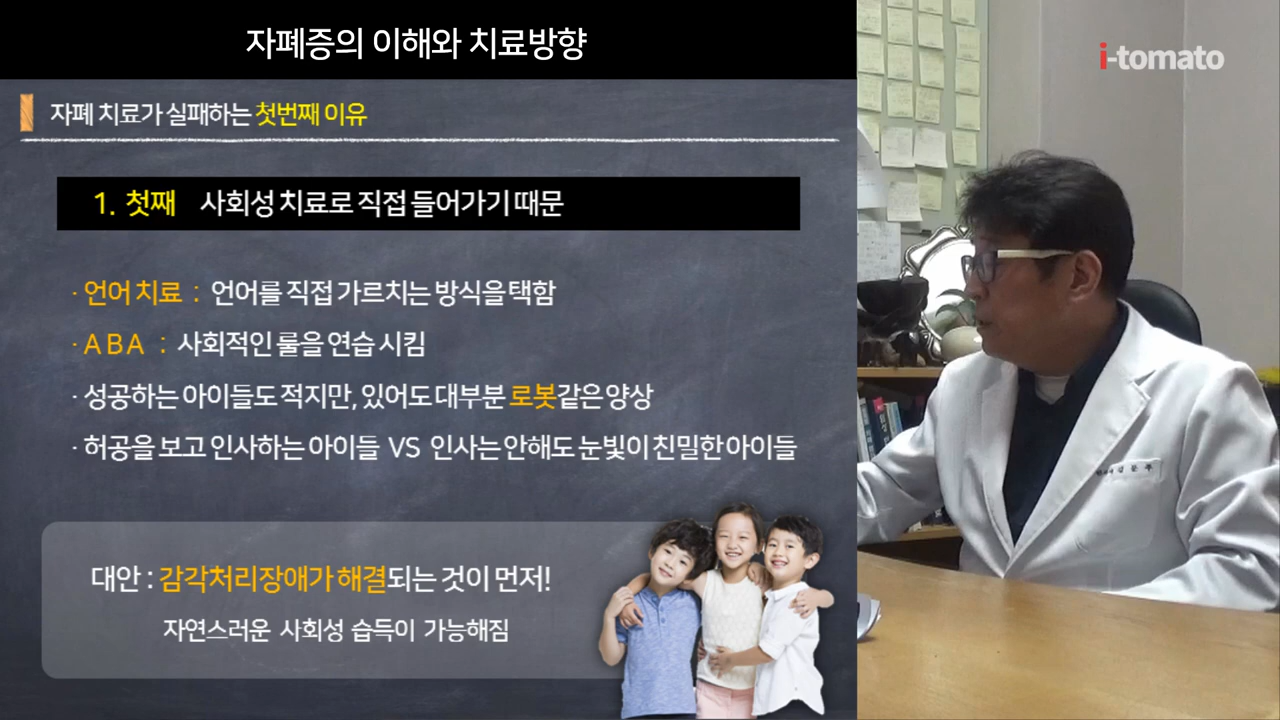 자폐증의 이해와 치료방향
i-tomato
자폐 치료가 실패하는 첫번째 이유
1. 첫째 사회성 치료로 직접 들어가기 때문
· 언어 치료 : 언어를 직접 가르치는 방식을 택함
· A B A : 사회적인 룰을 연습 시킴
· 성공하는 아이들도 적지만, 있어도 대부분 로봇같은 양상
· 허공을 보고 인사하는 아이들 VS 인사는 안해도 눈빛이 친밀한 아이들
대안 : 감각처리장애가 해결되는 것이 먼저!
자연스러운 사회성 습득이 가능해짐